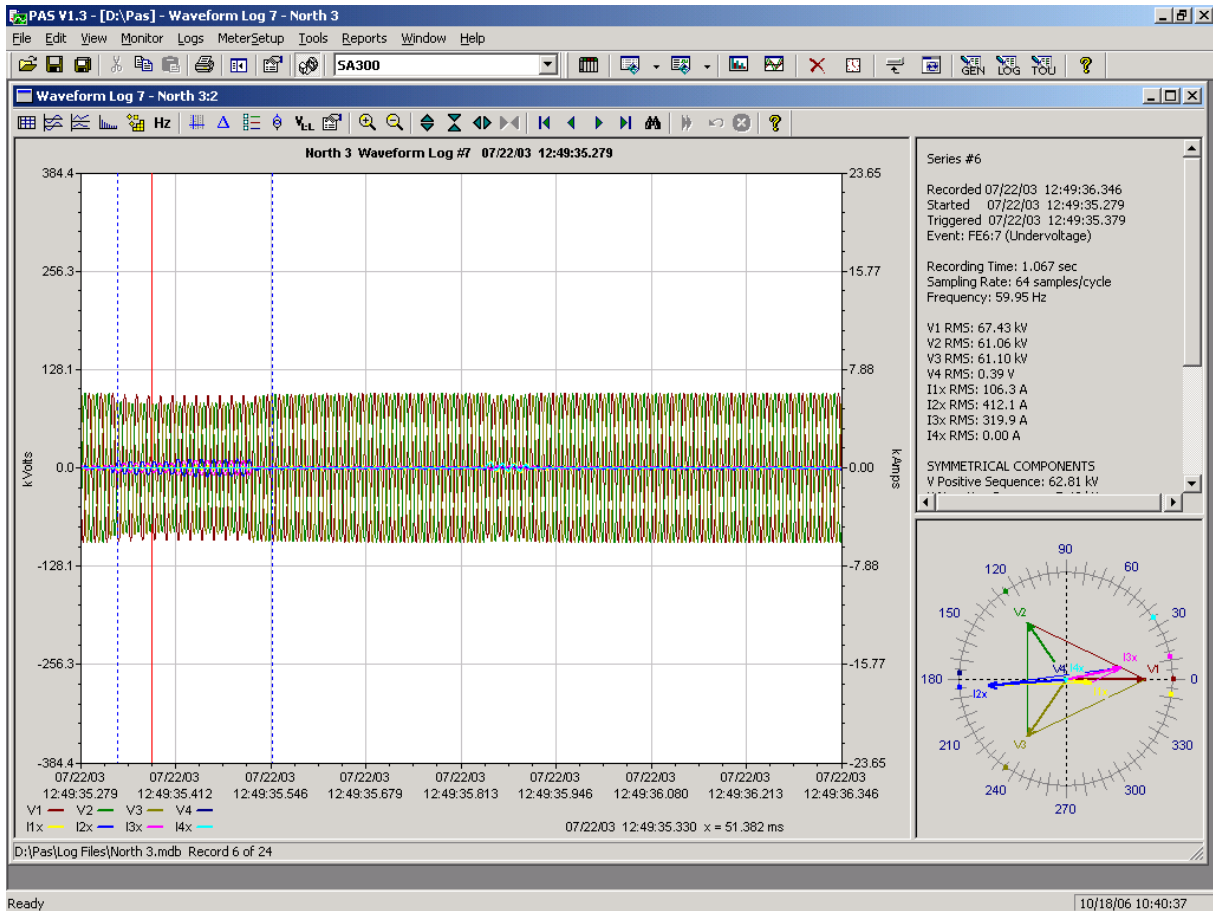 PAS V1.3 - [D:\Pas] - Waveform Log 7 - North 3
File Edit View Monitor Logs MeterSetup Tools Reports Window Help
SA300
GEN LOG TOU
Waveform Log 7 - North 3:2
Hz
North 3 Waveform Log #7 07/22/03 12:49:35.279
384.4
256.3
128.1
0.0
-128.1
-256.3
-384.4
kVolts
23.65
15.77
7.88
0.00
-7.88
-15.77
-23.65
kAmps
07/22/03 07/22/03 07/22/03 07/22/03 07/22/03 07/22/03 07/22/03 07/22/03 07/22/03
12:49:35.279 12:49:35.412 12:49:35.546 12:49:35.679 12:49:35.813 12:49:35.946 12:49:36.080 12:49:36.213 12:49:36.346
V1 V2 V3 V4
I1x I2x I3x I4x
07/22/03 12:49:35.330 x = 51.382 ms
Series #6
Recorded 07/22/03 12:49:36.346
Started 07/22/03 12:49:35.279
Triggered 07/22/03 12:49:35.379
Event: FE6:7 (Undervoltage)
Recording Time: 1.067 sec
Sampling Rate: 64 samples/cycle
Frequency: 59.95 Hz
V1 RMS: 67.43 kV
V2 RMS: 61.06 kV
V3 RMS: 61.10 kV
V4 RMS: 0.39 V
I1x RMS: 106.3 A
I2x RMS: 412.1 A
I3x RMS: 319.9 A
I4x RMS: 0.00 A
SYMMETRICAL COMPONENTS
V Positive Sequence: 62.81 kV
90
120 60
150 30
180 0
210 330
240 300
270
V2
I3x
V4 I4x V1
I2x I1x
V3
D:\Pas\Log Files\North 3.mdb Record 6 of 24
Ready
10/18/06 10:40:37